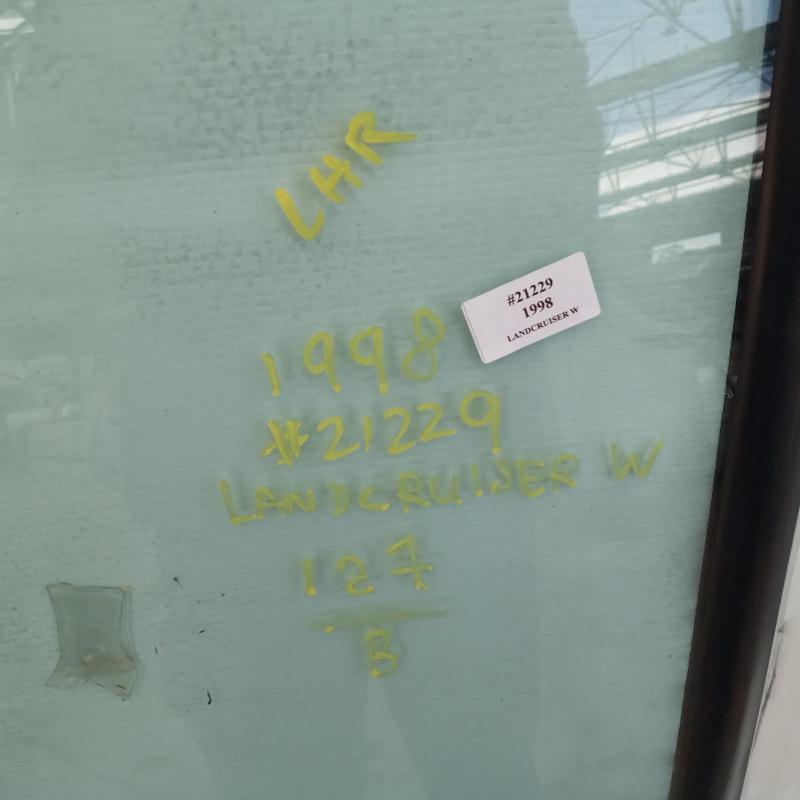 LHR
#21229
1998
LANDCRUISER W
1998
#21229
LANDCRUISER W
127
B